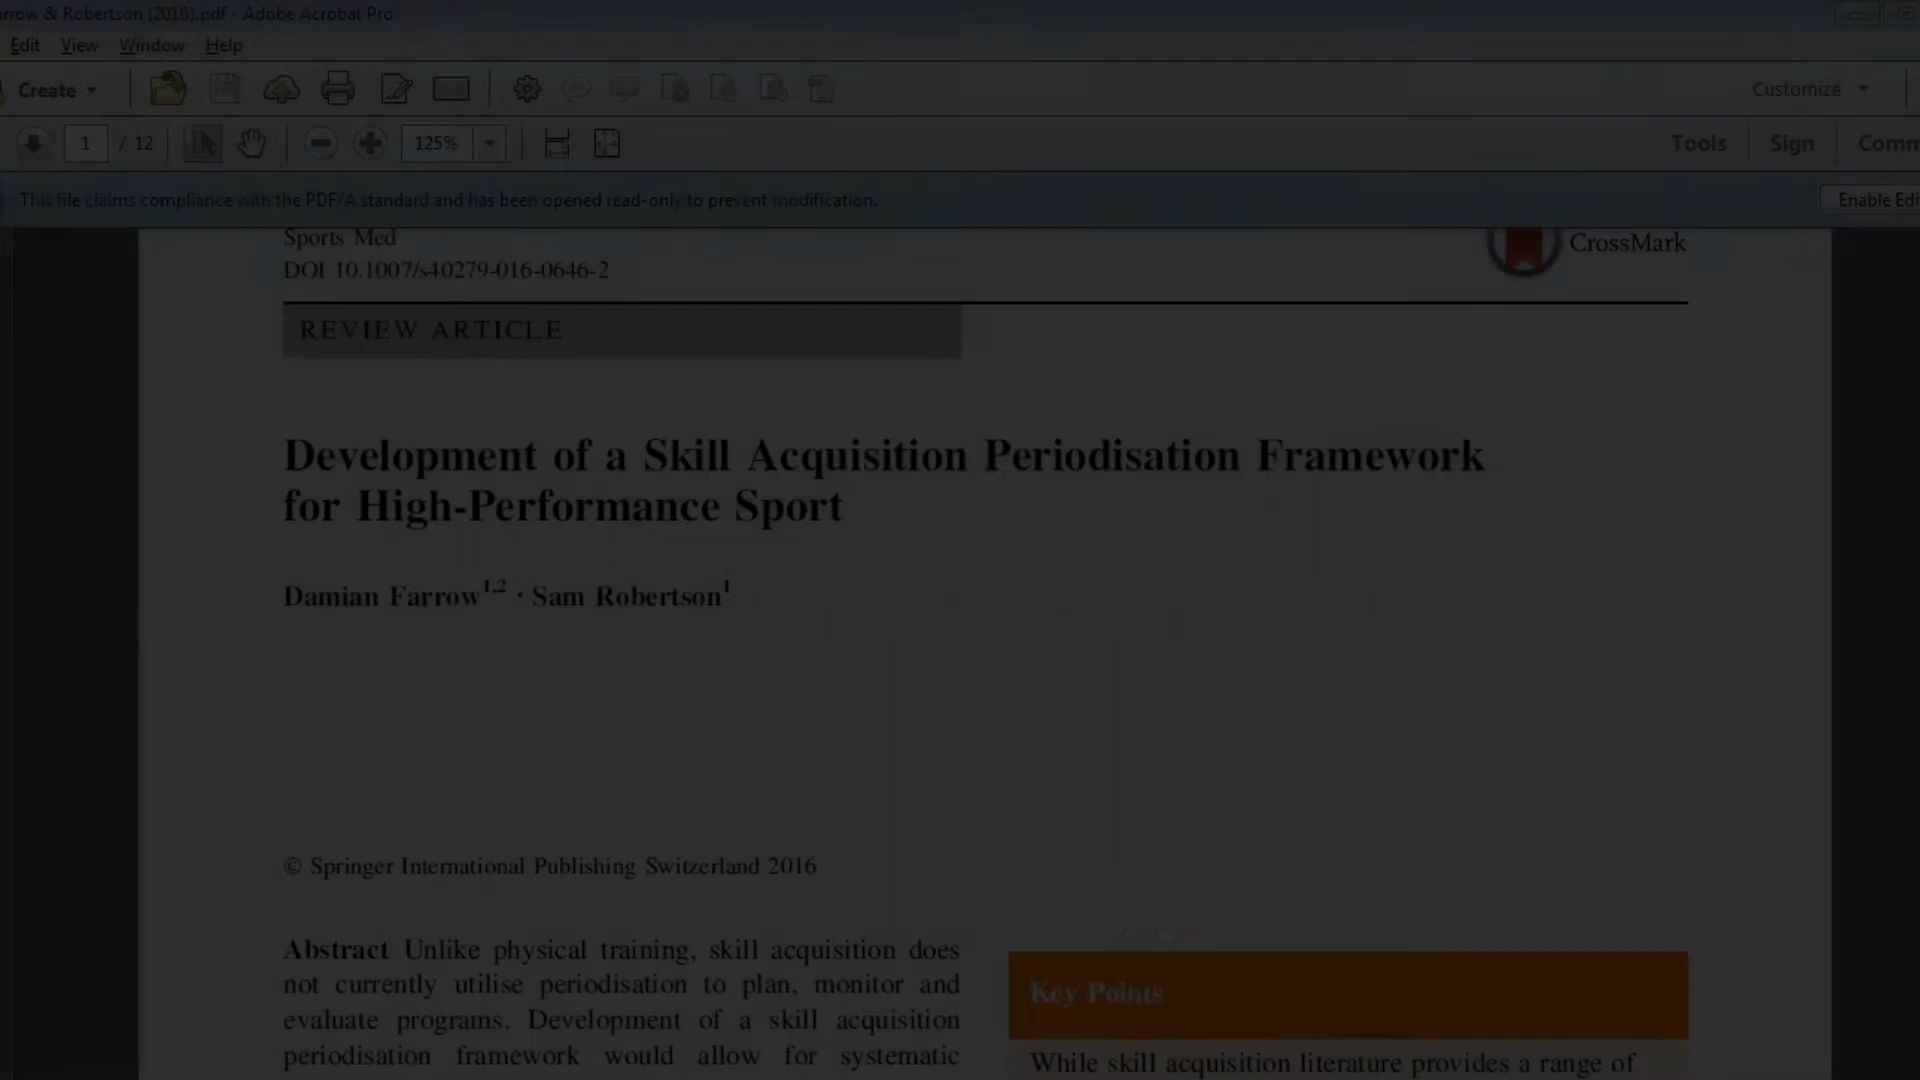 rrow & Robertson (2016).pdf - Adobe Acrobat Pro
Edit View Window Help
Create Customize
1 / 12 125% Tools Sign Comm
This file claims compliance with the PDF/A standard and has been opened read-only to prevent modification. Enable Edi
Sports Med
DOI 10.1007/s40279-016-0646-2
CrossMark
REVIEW ARTICLE
Development of a Skill Acquisition Periodisation Framework
for High-Performance Sport
Damian Farrow1,2 · Sam Robertson1
© Springer International Publishing Switzerland 2016
Abstract Unlike physical training, skill acquisition does
not currently utilise periodisation to plan, monitor and
evaluate programs. Development of a skill acquisition
periodisation framework would allow for systematic
Key Points
While skill acquisition literature provides a range of